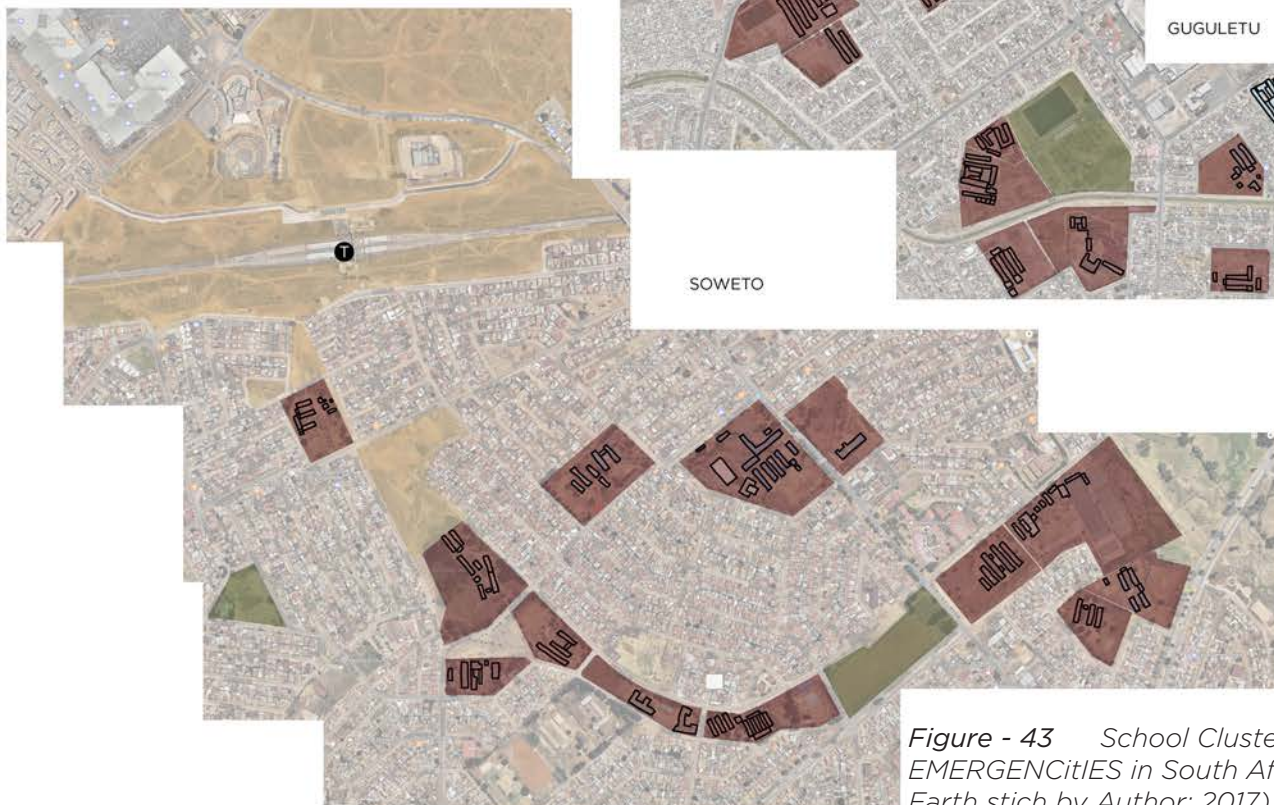 GUGULETU
T
SOWETO
Figure - 43 School Cluste
EMERGENCitIES in South Af
Earth stich by Author: 2017)